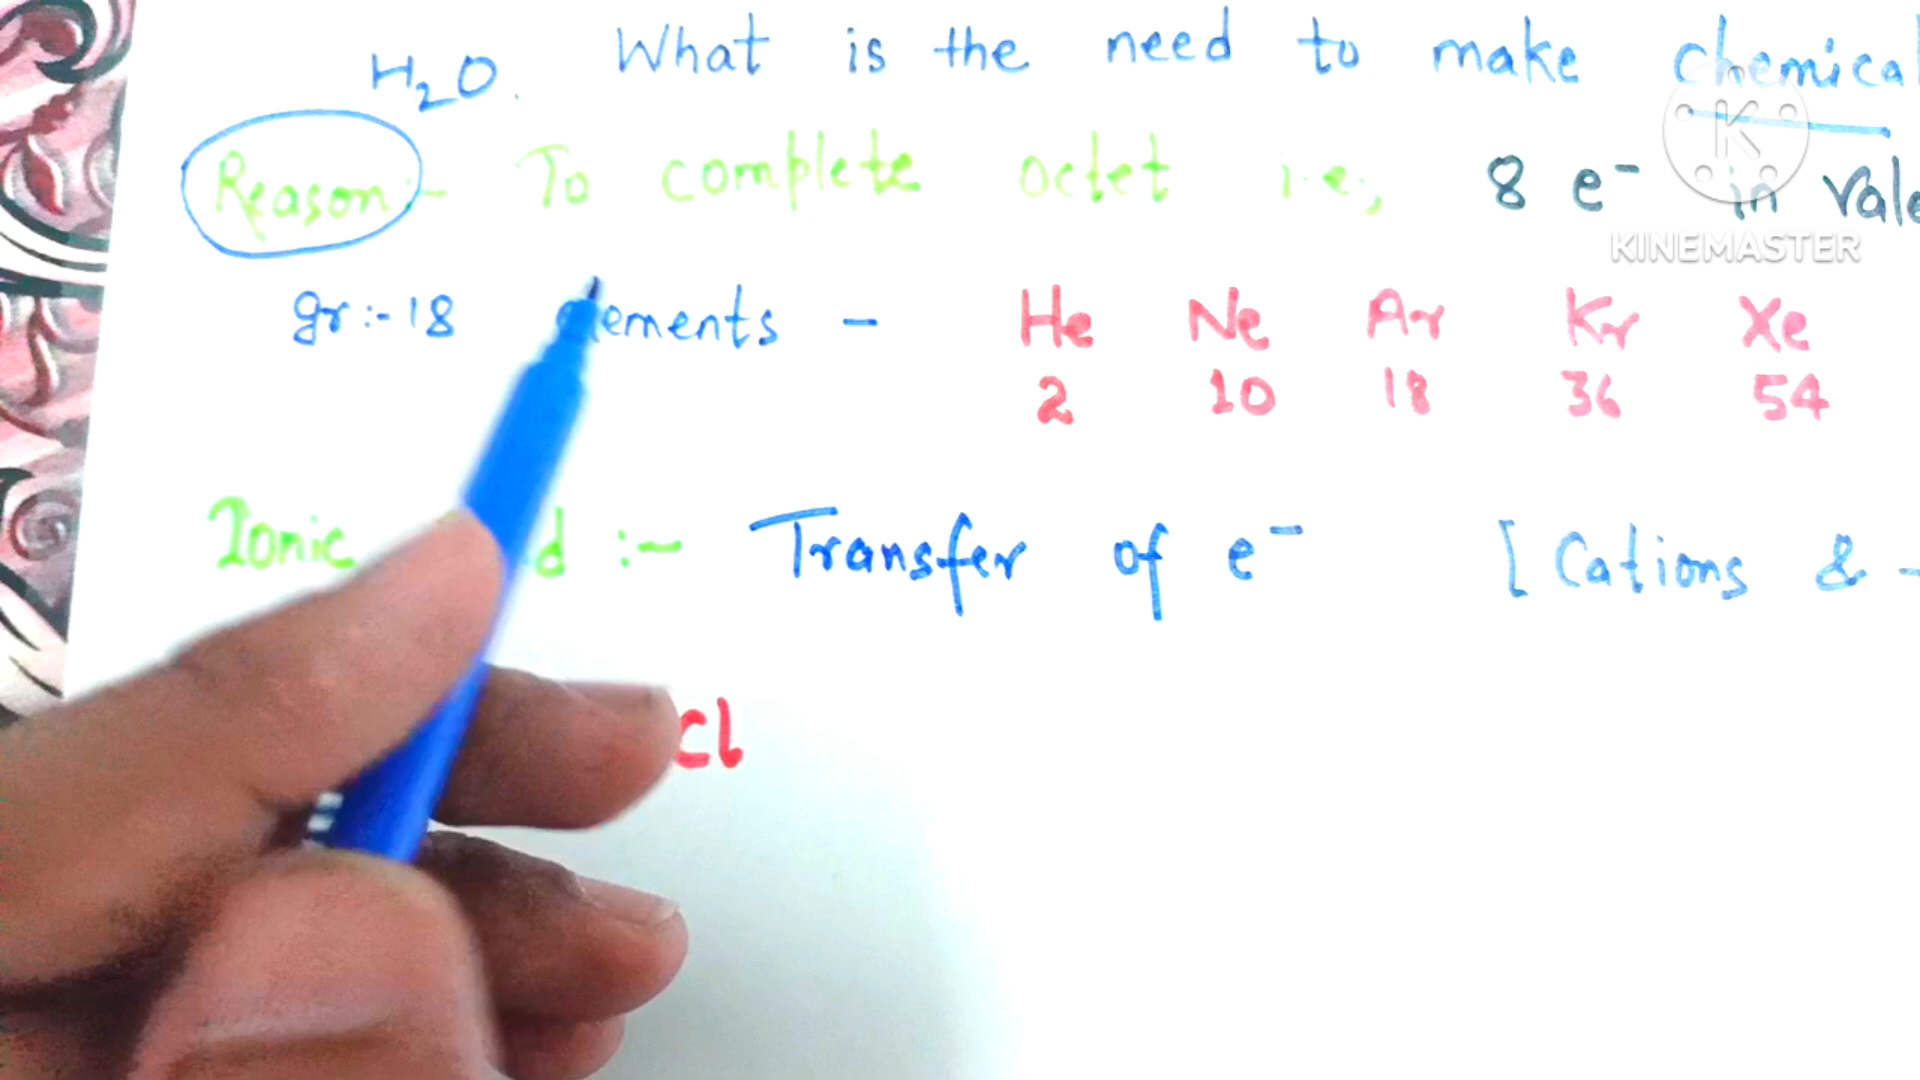 H₂O. What is the need to make chemical
Reason :- To complete octet i.e., 8 e⁻ in vale
KINEMASTER
gr :- 18 elements - He Ne Ar Kr Xe
2 10 18 36 54
Ionic :- Transfer of e⁻ [Cations &
Cl